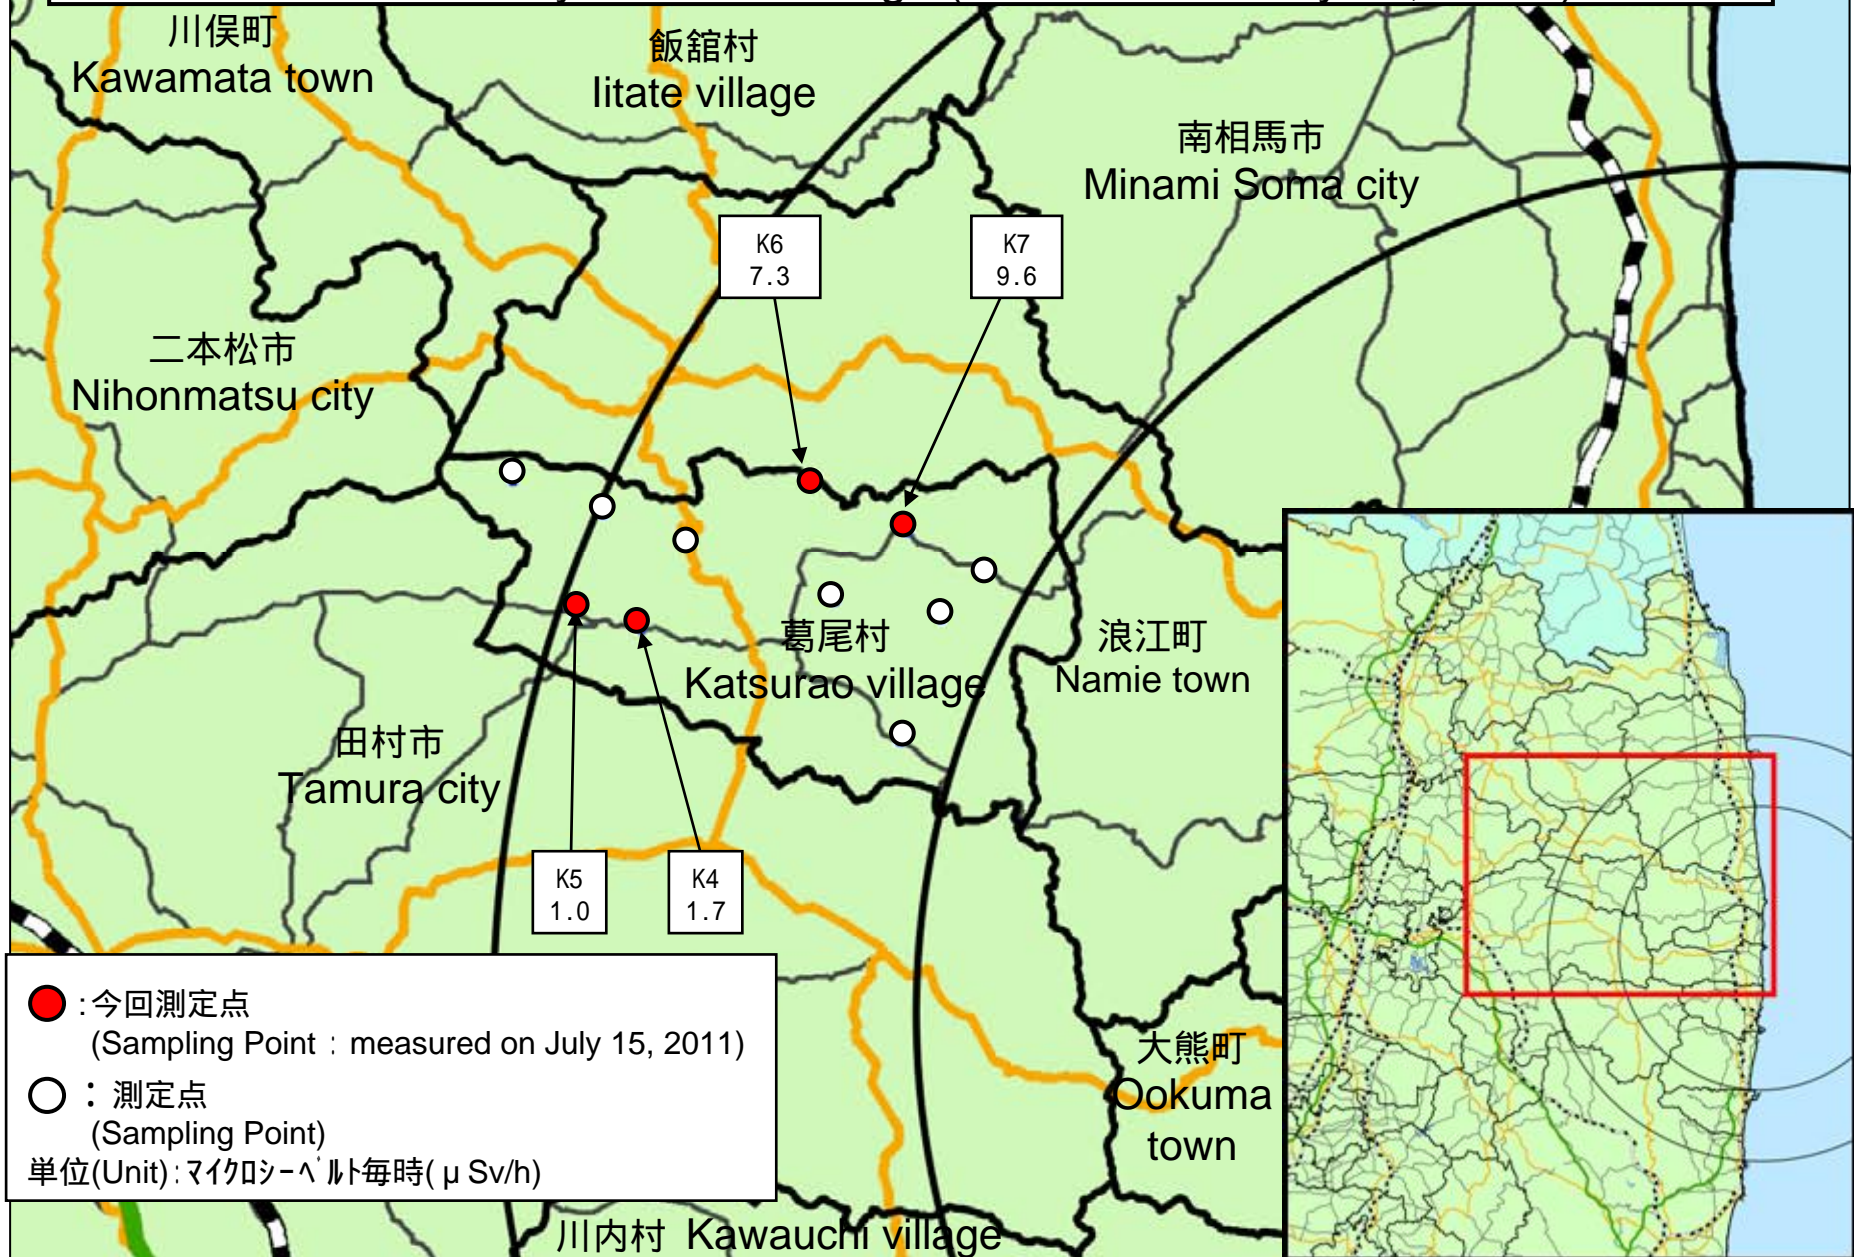 川俣町
Kawamata town
飯舘村
Iitate village
南相馬市
Minami Soma city
K6
7.3
K7
9.6
二本松市
Nihonmatsu city
葛尾村
Katsurao village
浪江町
Namie town
田村市
Tamura city
K5
1.0
K4
1.7
:今回測定点
(Sampling Point : measured on July 15, 2011)
: 測定点
(Sampling Point)
単位(Unit):マイクロシーベルト毎時(μSv/h)
大熊町
Ookuma
town
川内村 Kawauchi village